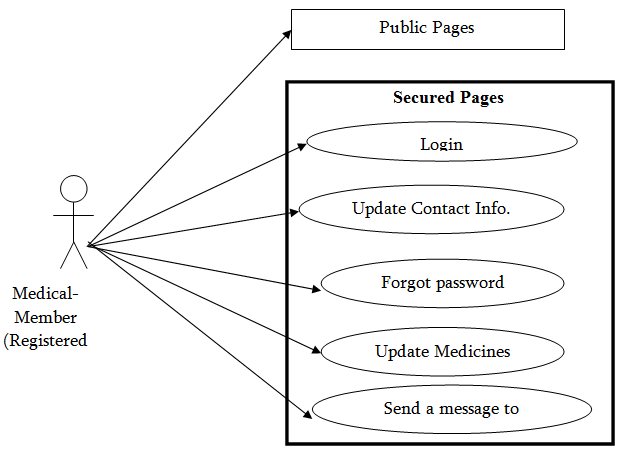 Public Pages
Secured Pages
Login
Update Contact Info.
Forgot password
Update Medicines
Send a message to
Medical-
Member
(Registered